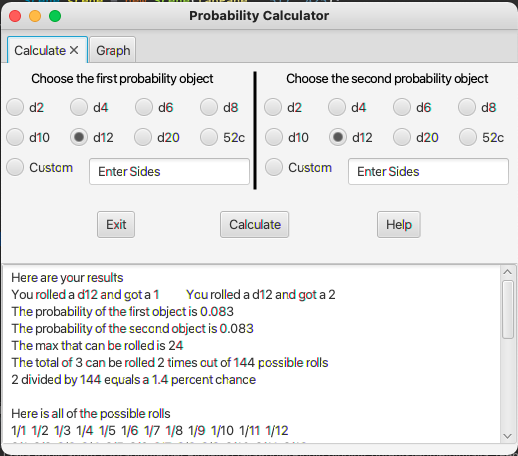 Probability Calculator
Calculate ✕ Graph
Choose the first probability object
d2 d4 d6 d8
d10 d12 d20 52c
Custom Enter Sides
Choose the second probability object
d2 d4 d6 d8
d10 d12 d20 52c
Custom Enter Sides
Exit Calculate Help
Here are your results
You rolled a d12 and got a 1 You rolled a d12 and got a 2
The probability of the first object is 0.083
The probability of the second object is 0.083
The max that can be rolled is 24
The total of 3 can be rolled 2 times out of 144 possible rolls
2 divided by 144 equals a 1.4 percent chance
Here is all of the possible rolls
1/1 1/2 1/3 1/4 1/5 1/6 1/7 1/8 1/9 1/10 1/11 1/12